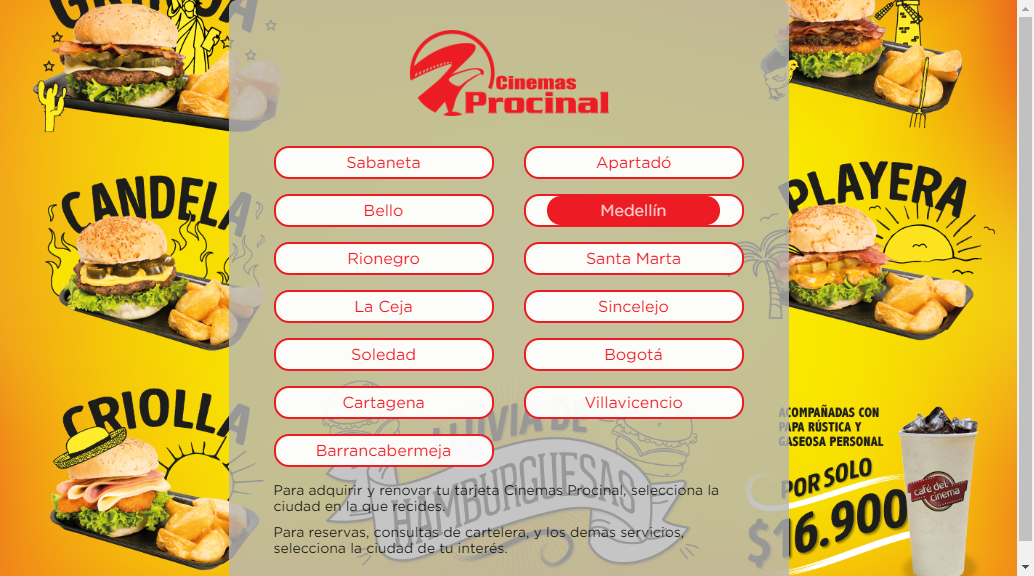 Cinemas
Procinal
Sabaneta
Apartadó
Bello
Medellín
Rionegro
Santa Marta
La Ceja
Sincelejo
Soledad
Bogotá
Cartagena
Villavicencio
Barrancabermeja
Para adquirir y renovar tu tarjeta Cinemas Procinal, selecciona la
ciudad en la que recides.
Para reservas, consultas de cartelera, y los demas servicios,
selecciona la ciudad de tu interés.
CANDELA
CRIOLLA
PLAYERA
LLUVIA DE
HAMBURGUESAS
ACOMPAÑADAS CON
PAPA RÚSTICA Y
GASEOSA PERSONAL
POR SOLO
$16.900
café del
cinema